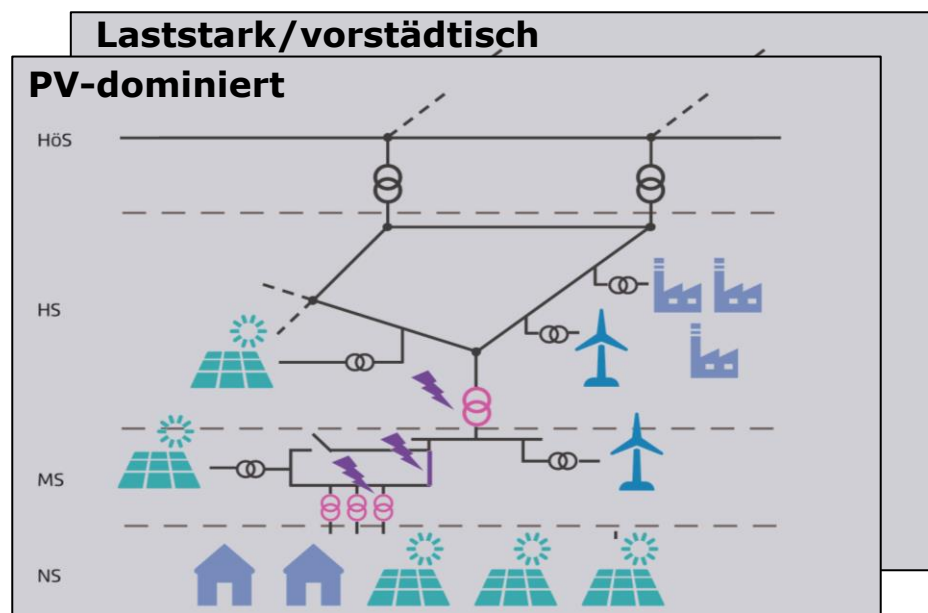 Laststark/vorstädtisch
PV-dominiert
HöS
HS
MS
NS